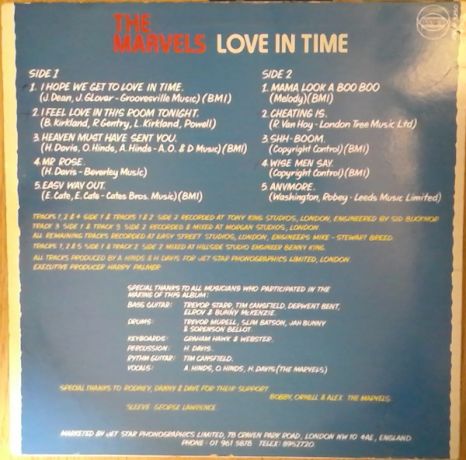 THE
MARVELS LOVE IN TIME
SIDE 1
1. I HOPE WE GET TO LOVE IN TIME.
(J. Dean, J. Glover - Groovesville Music) (BMI)
2. I FEEL LOVE IN THIS ROOM TONIGHT.
(B. Kirkland, R. Gentry, L. Kirkland, Powell)
3. HEAVEN MUST HAVE SENT YOU.
(H. Davis, O. Hinds, A. Hinds - A.O. & D Music) (BMI)
4. MR ROSE.
(H. Davis - Beverley Music)
5. EASY WAY OUT.
(E. Cate, E. Cate - Cates Bros. Music) (BMI)
SIDE 2
1. MAMA LOOK A BOO BOO
(Melody) (BMI)
2. CHEATING IS.
(R. Van Hoy - London Tree Music Ltd)
3. SHH-BOOM.
(Copyright Control) (BMI)
4. WISE MEN SAY.
(Copyright Control) (BMI)
5. ANYMORE.
(Washington, Robey - Leeds Music Limited)
TRACKS 1, 2 & 4 SIDE 1 & TRACKS 1 & 2 SIDE 2 RECORDED AT TONY KING STUDIOS, LONDON, ENGINEERED BY SID BUCKNOR
TRACK 3 SIDE 1 & TRACK 3 SIDE 2 RECORDED & MIXED AT MORGAN STUDIOS, LONDON.
ALL REMAINING TRACKS RECORDED AT EASY STREET STUDIOS, LONDON, ENGINEERS MIKE - STEWART BREED.
TRACKS 1, 2 & 5 SIDE 1 & TRACK 2 SIDE 2 MIXED AT HILLSIDE STUDIO ENGINEER BENNY KING.
ALL TRACKS PRODUCED BY A HINDS & H DAVIS FOR JET STAR PHONOGRAPHICS LIMITED, LONDON.
EXECUTIVE PRODUCER HARRY PALMER
SPECIAL THANKS TO ALL MUSICIANS WHO PARTICIPATED IN THE
MAKING OF THIS ALBUM:
BASS GUITAR: TREVOR STARR, TIM CANSFIELD, DERWENT BENT,
ELROY & BUNNY McKENZIE.
DRUMS: TREVOR MURELL, SLIM BATSON, JAH BUNNY
& SORENSON BELLOT.
KEYBOARDS: GRAHAM HAWK & WEBSTER.
PERCUSSION: H. DAVIS.
RYTHM GUITAR: TIM CANSFIELD.
VOCALS: A. HINDS, O. HINDS, H. DAVIS (THE MARVELS)
SPECIAL THANKS TO RODNEY, DANNY & DAVE FOR THEIR SUPPORT.
BOBBY, ORNELL & ALEX THE MARVELS.
SLEEVE GEORGE LAWRENCE.
MARKETED BY JET STAR PHONOGRAPHICS LIMITED, 78 CRAVEN PARK ROAD, LONDON NW 10 4AE, ENGLAND
PHONE - 01 961 5818 TELEX: 8952720.